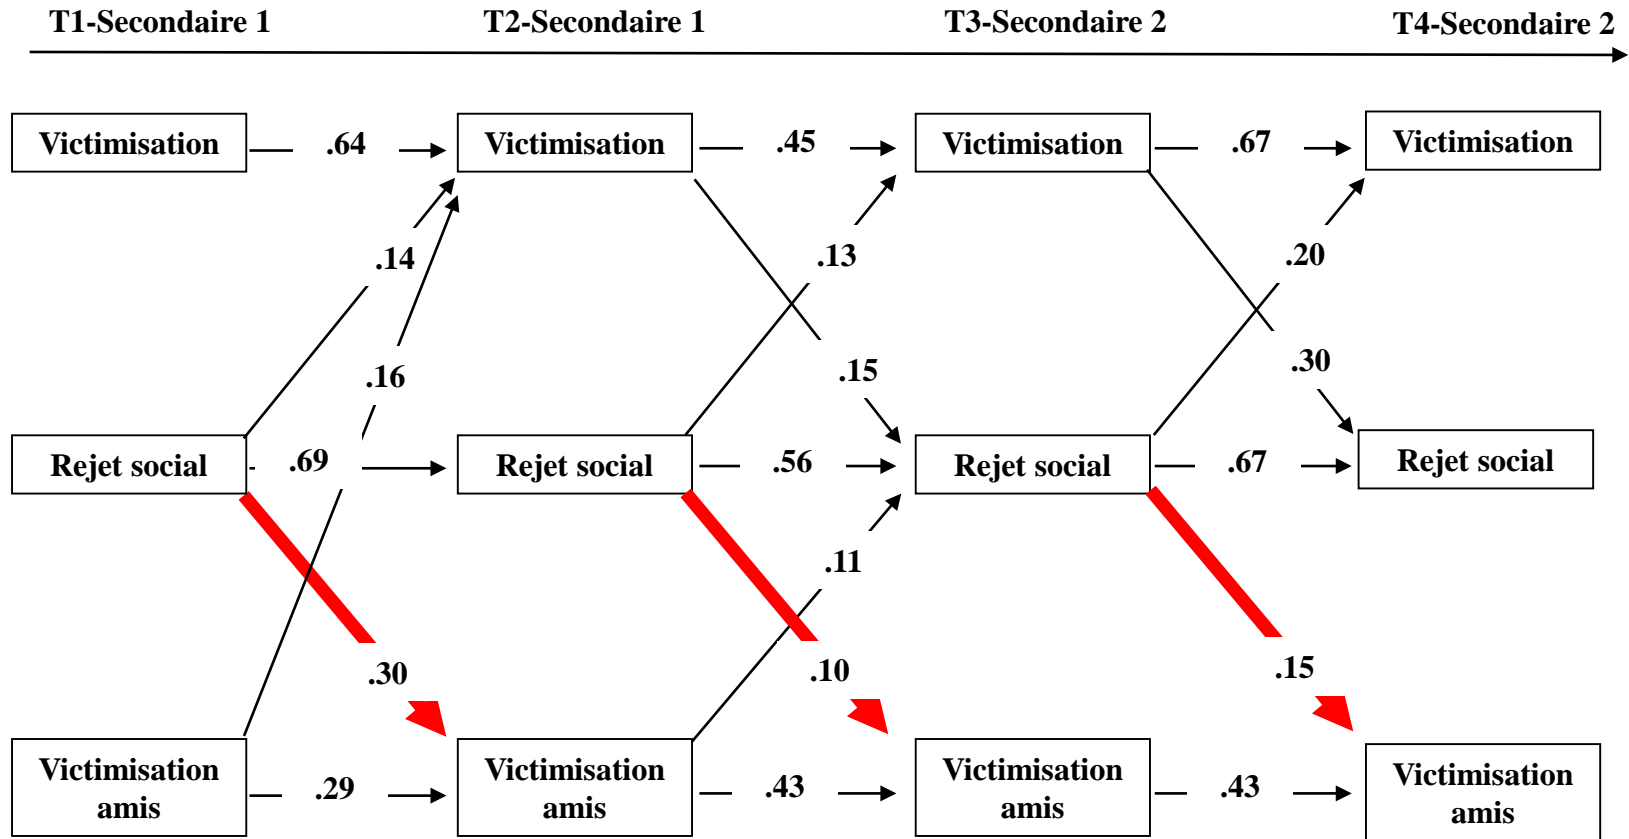 T1-Secondaire 1 T2-Secondaire 1 T3-Secondaire 2 T4-Secondaire 2
Victimisation .64 Victimisation .45 Victimisation .67 Victimisation
.14 .13 .20
.16 .15 .30
Rejet social .69 Rejet social .56 Rejet social .67 Rejet social
.11
.30 .10 .15
Victimisation Victimisation Victimisation Victimisation
.29 .43 .43
amis amis amis amis